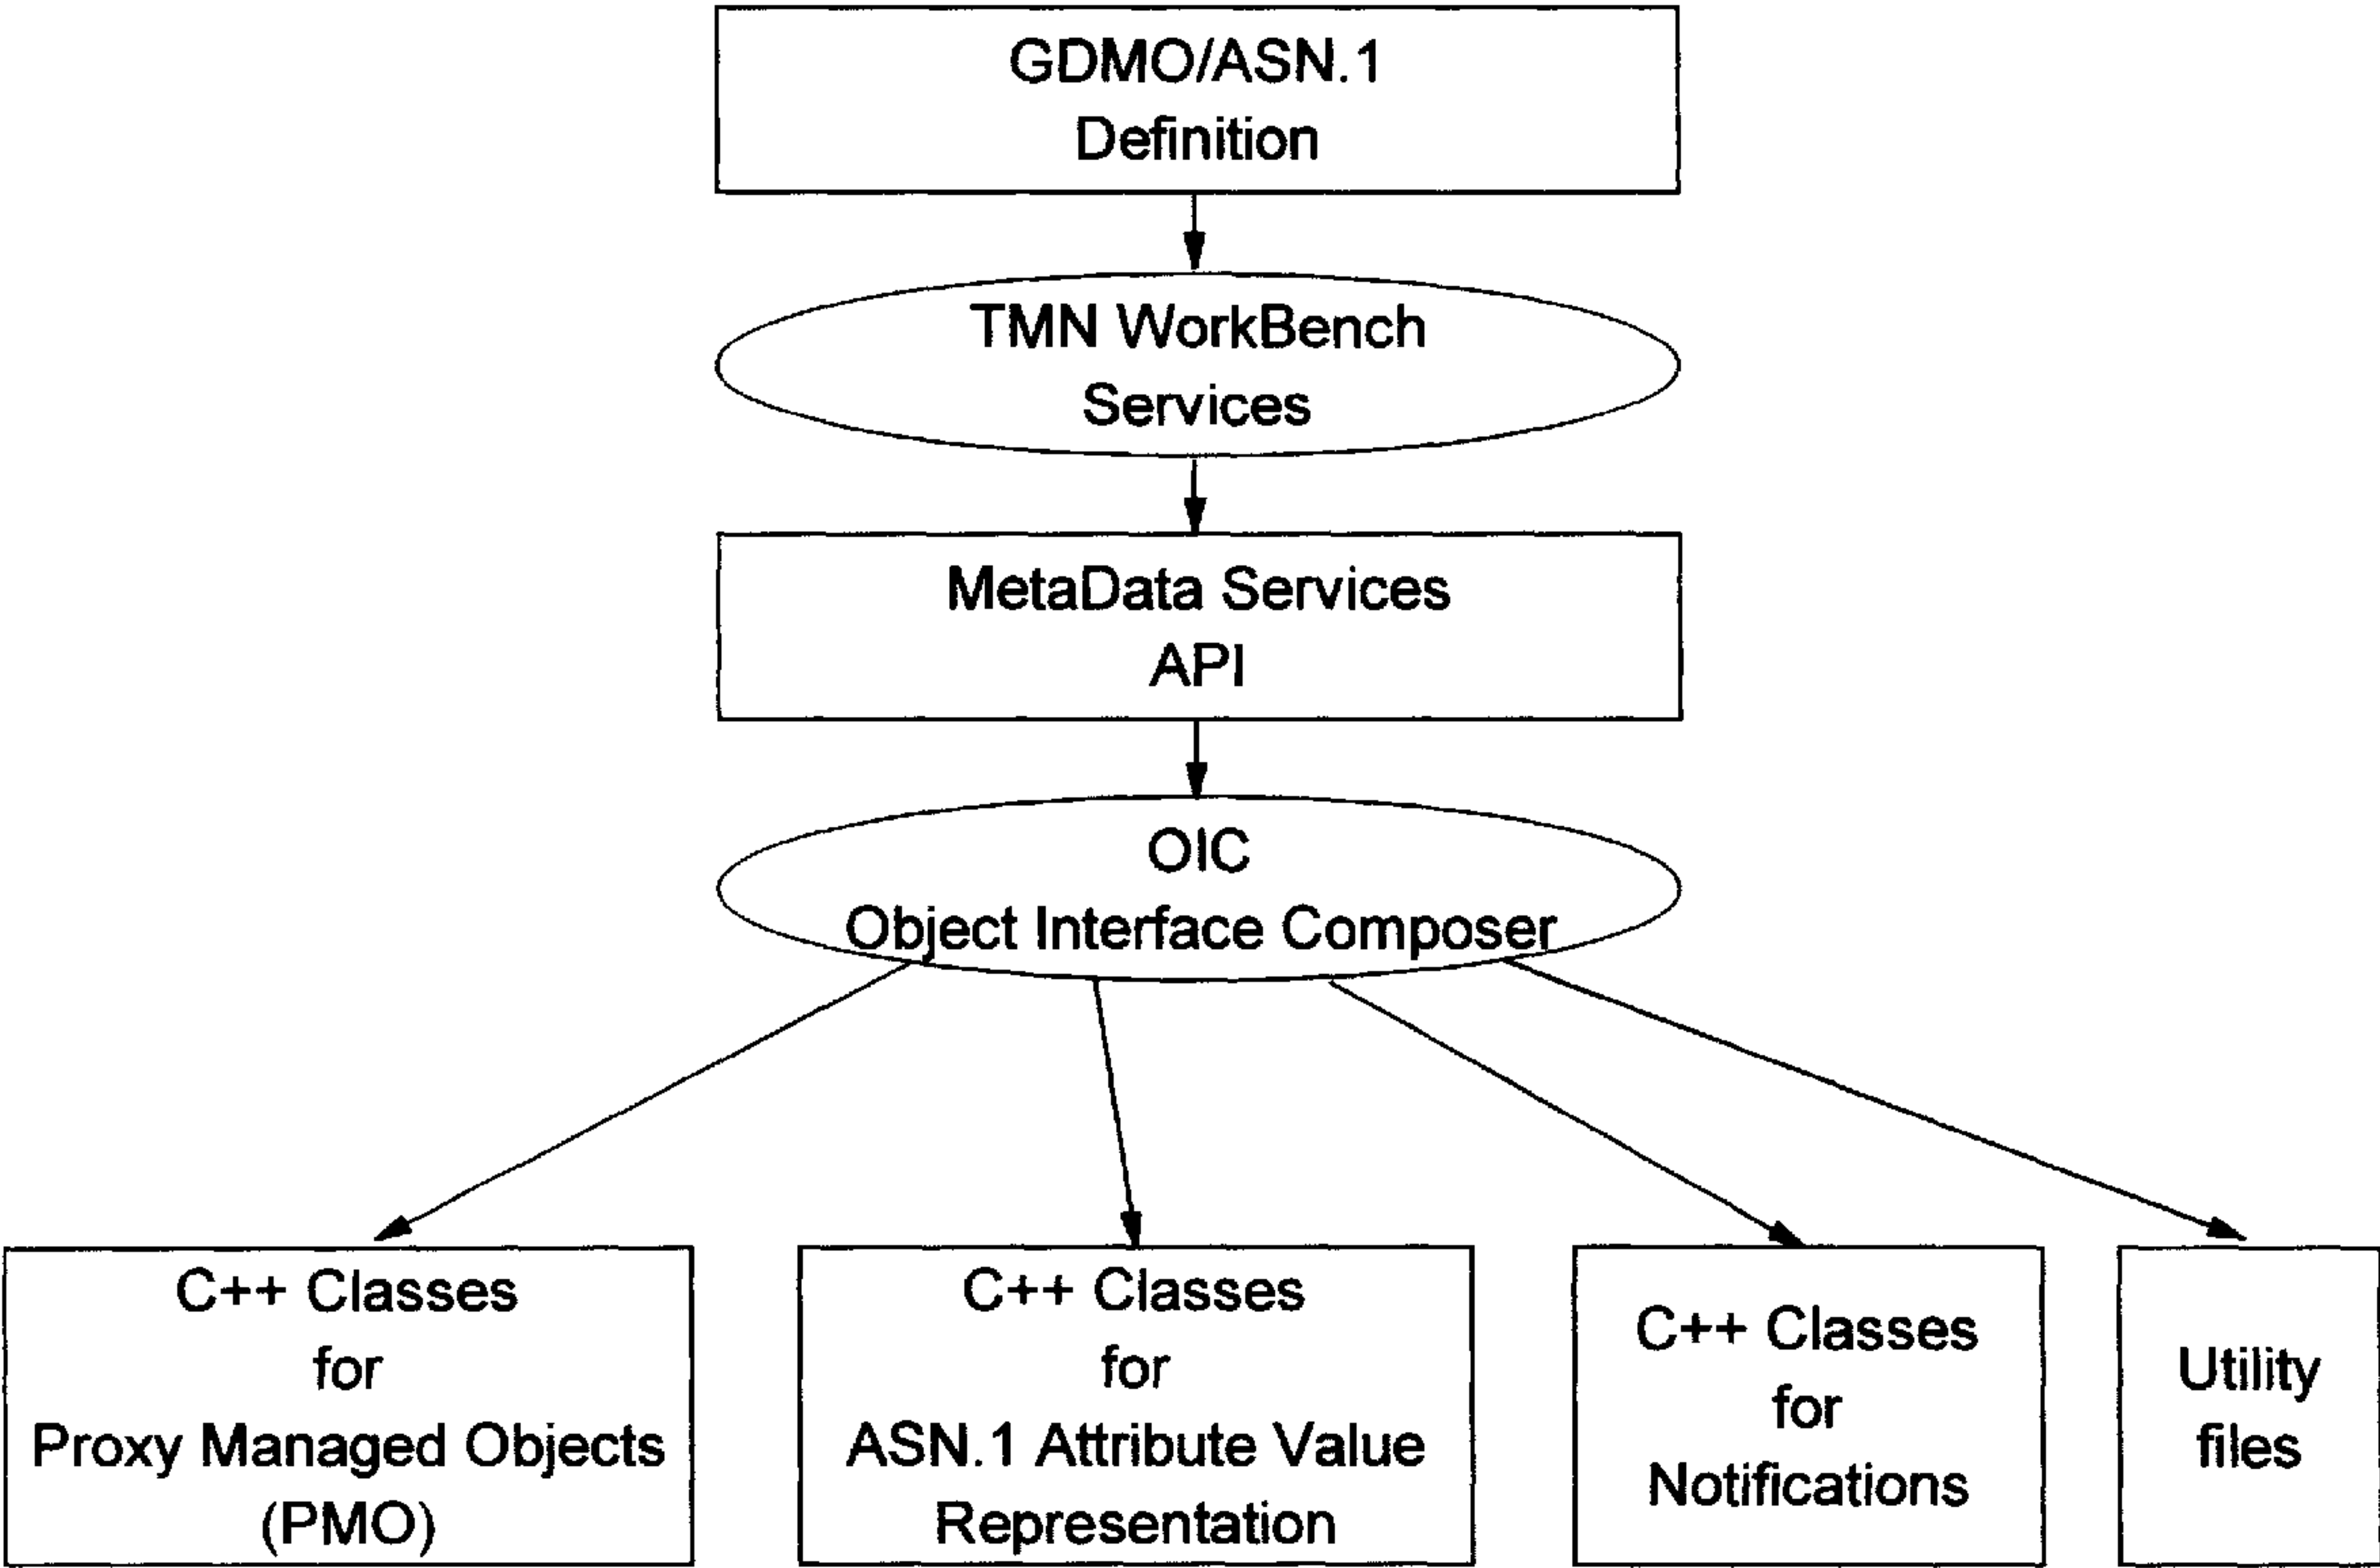 GDMO/ASN.1
Definition
TMN WorkBench
Services
MetaData Services
API
OIC
Object Interface Composer
C++ Classes
for
Proxy Managed Objects
(PMO)
C++ Classes
for
ASN.1 Attribute Value
Representation
C++ Classes
for
Notifications
Utility
files